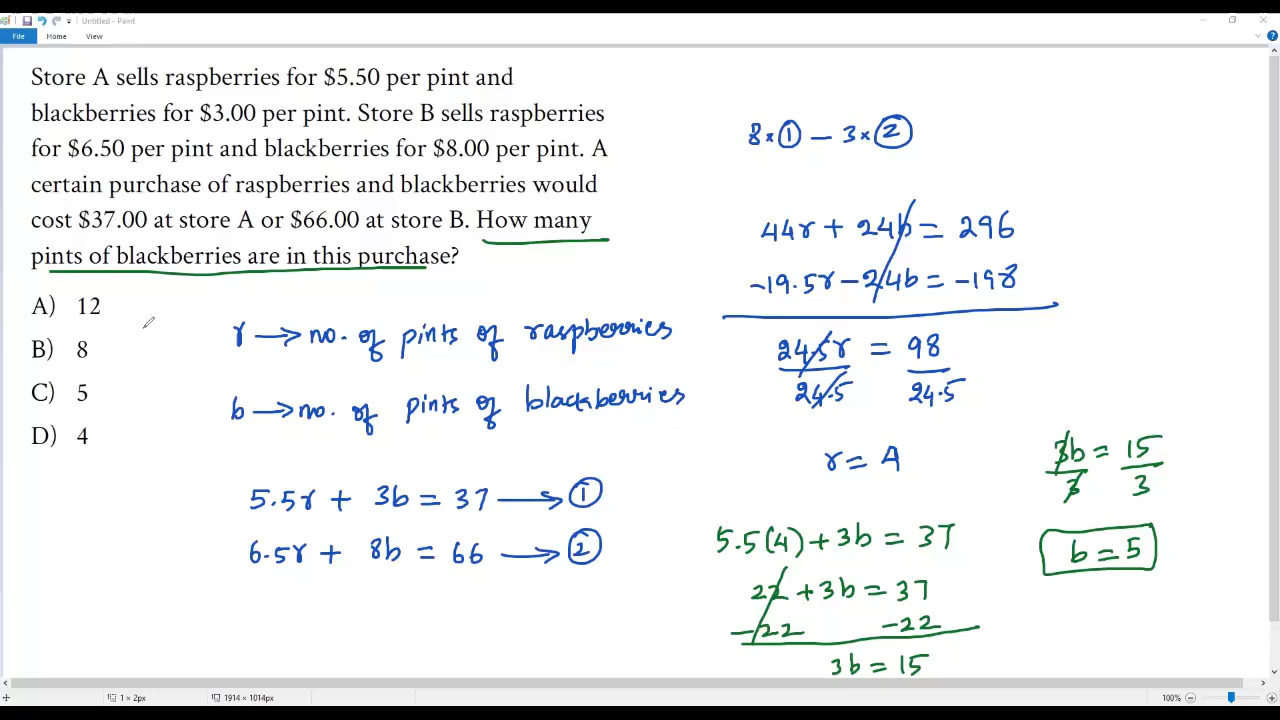 Untitled - Paint
File Home View
Store A sells raspberries for $5.50 per pint and
blackberries for $3.00 per pint. Store B sells raspberries
for $6.50 per pint and blackberries for $8.00 per pint. A
certain purchase of raspberries and blackberries would
cost $37.00 at store A or $66.00 at store B. How many
pints of blackberries are in this purchase?
A) 12
B) 8
C) 5
D) 4
r → no. of pints of raspberries
b → no. of pints of blackberries
5.5r + 3b = 37 → ①
6.5r + 8b = 66 → ②
8 × ① − 3 × ②
44r + 24b = 296
-19.5r − 24b = -198
24.5r = 98
24.5 24.5
r = 4
5.5(4) + 3b = 37
22 + 3b = 37
-22 -22
3b = 15
3b = 15
3 3
b = 5
1 × 2px
1914 × 1014px
100%